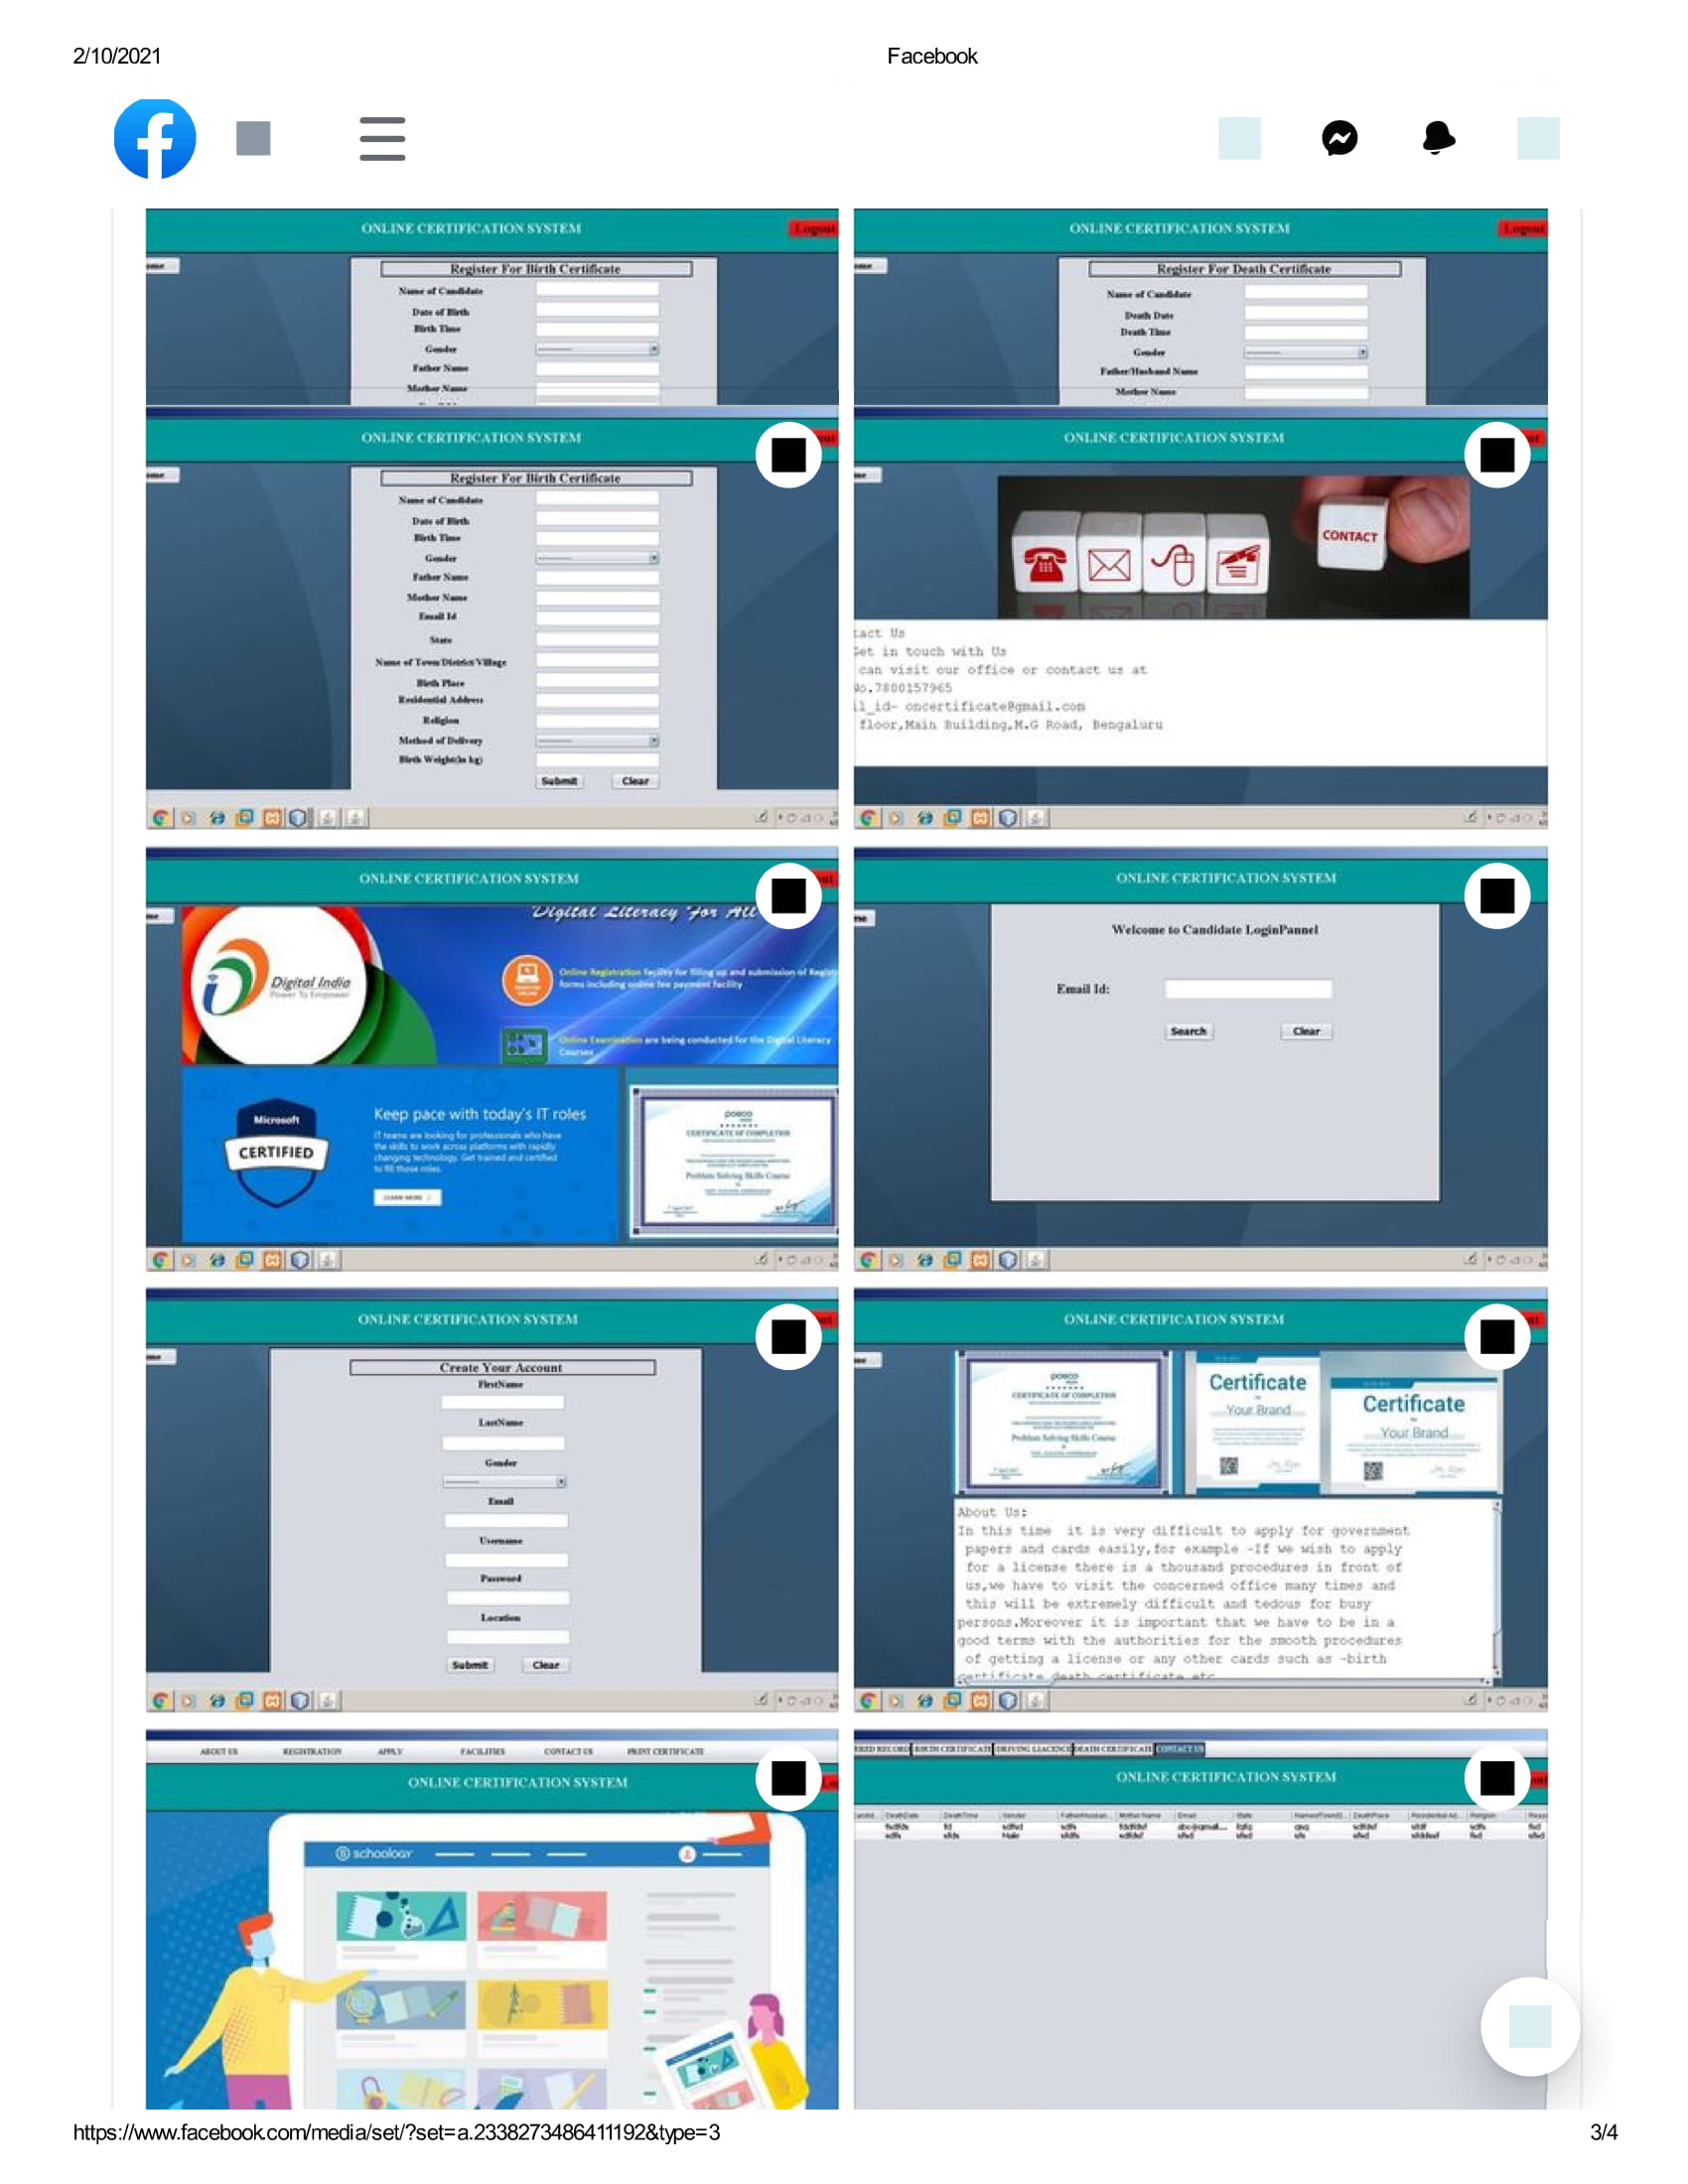 2/10/2021
Facebook
ONLINE CERTIFICATION SYSTEM
Logout
Register For Birth Certificate
Name of Candidate
Date of Birth
Birth Time
Gender
Father Name
Mother Name
ONLINE CERTIFICATION SYSTEM
Logout
Register For Death Certificate
Name of Candidate
Death Date
Death Time
Gender
Father/Husband Name
Mother Name
ONLINE CERTIFICATION SYSTEM
Register For Birth Certificate
Name of Candidate
Date of Birth
Birth Time
Gender
Father Name
Mother Name
Email Id
State
Name of Town/District/Village
Birth Place
Residential Address
Religion
Method of Delivery
Birth Weight(in kg)
Submit
Clear
ONLINE CERTIFICATION SYSTEM
CONTACT
tact Us
Get in touch with Us
can visit our office or contact us at
No.7800157965
il_id- oncertificate@gmail.com
floor,Main Building,M.G Road, Bengaluru
ONLINE CERTIFICATION SYSTEM
Digital Literacy For All
Digital India
Power To Empower
Online Registration facility for filling up and submission of Registr
forms including online fee payment facility
Online Examination are being conducted for the Digital Literacy
Courses
Microsoft
CERTIFIED
Keep pace with today's IT roles
IT teams are looking for professionals who have
the skills to work across platforms with rapidly
changing technology. Get trained and certified
to fill those roles.
LEARN MORE
posco
CERTIFICATE OF COMPLETION
Problem Solving Skills Course
ONLINE CERTIFICATION SYSTEM
Welcome to Candidate LoginPannel
Email Id:
Search
Clear
ONLINE CERTIFICATION SYSTEM
Create Your Account
FirstName
LastName
Gender
Email
Username
Password
Location
Submit
Clear
ONLINE CERTIFICATION SYSTEM
posco
CERTIFICATE OF COMPLETION
Problem Solving Skills Course
Certificate
Your Brand
Certificate
Your Brand
About Us:
In this time it is very difficult to apply for government
papers and cards easily,for example -If we wish to apply
for a license there is a thousand procedures in front of
us,we have to visit the concerned office many times and
this will be extremely difficult and tedous for busy
persons.Moreover it is important that we have to be in a
good terms with the authorities for the smooth procedures
of getting a license or any other cards such as -birth
certificate,death certificate etc
ABOUT US
REGISTRATION
APPLY
FACILITIES
CONTACT US
PRINT CERTIFICATE
ONLINE CERTIFICATION SYSTEM
schoology
ERED RECORD
BIRTH CERTIFICATE
DRIVING LIACENCE
DEATH CERTIFICATE
CONTACT US
ONLINE CERTIFICATION SYSTEM
DeathDate
DeathTime
Gender
Mother Name
Email
State
DeathPlace
Residential Ad...
Religion
https://www.facebook.com/media/set/?set=a.2338273486411192&type=3
3/4